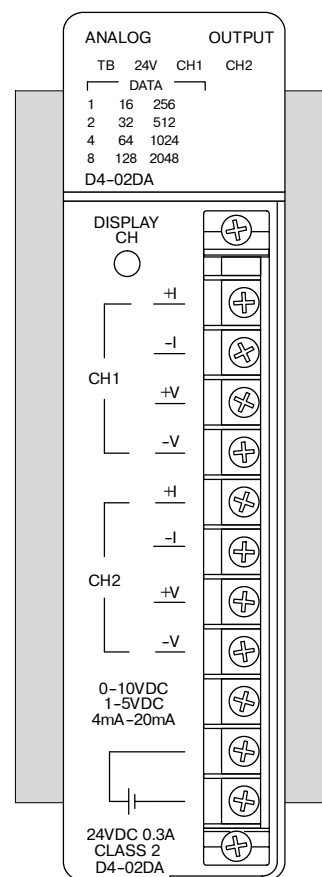 ANALOG OUTPUT
TB 24V CH1 CH2
DATA
1 16 256
2 32 512
4 64 1024
8 128 2048
D4-02DA
DISPLAY
CH
+I
-I
CH1
+V
-V
+I
-I
CH2
+V
-V
0-10VDC
1-5VDC
4mA-20mA
24VDC 0.3A
CLASS 2
D4-02DA